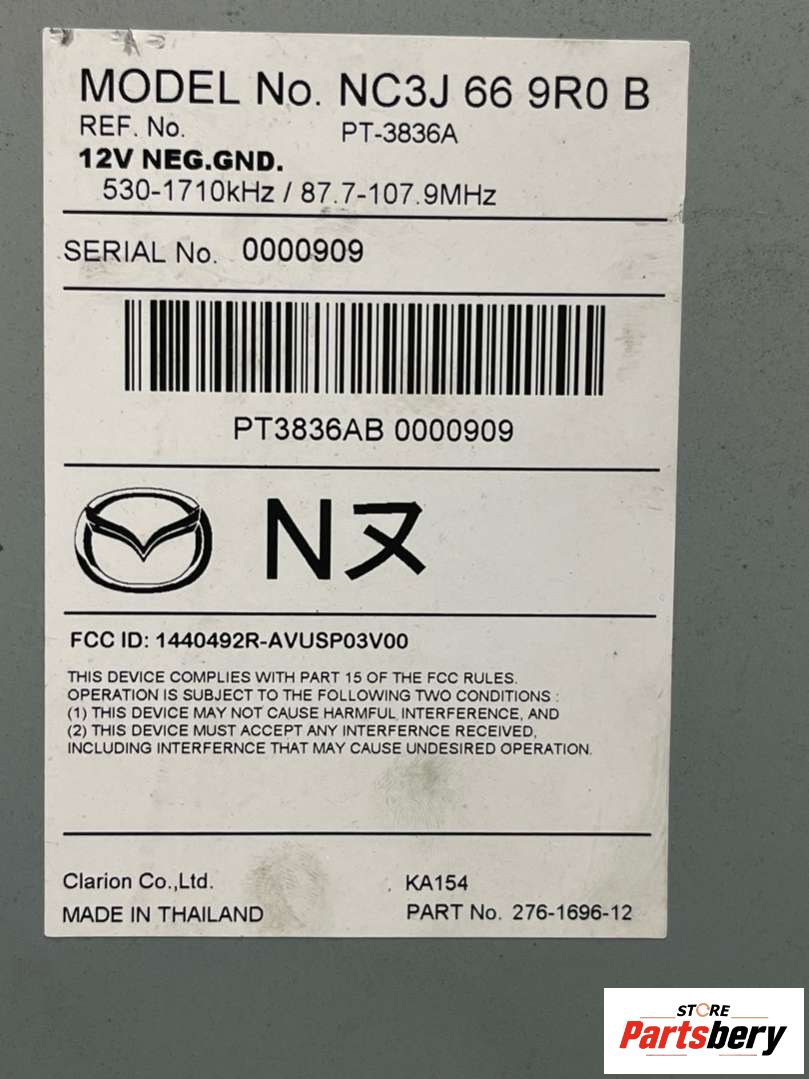 MODEL No. NC3J 66 9R0 B
REF. No. PT-3836A
12V NEG.GND.
530-1710kHz / 87.7-107.9MHz
SERIAL No. 0000909
PT3836AB 0000909
Nヌ
FCC ID: 1440492R-AVUSP03V00
THIS DEVICE COMPLIES WITH PART 15 OF THE FCC RULES.
OPERATION IS SUBJECT TO THE FOLLOWING TWO CONDITIONS :
(1) THIS DEVICE MAY NOT CAUSE HARMFUL INTERFERENCE, AND
(2) THIS DEVICE MUST ACCEPT ANY INTERFERNCE RECEIVED,
INCLUDING INTERFERNCE THAT MAY CAUSE UNDESIRED OPERATION.
Clarion Co.,Ltd. KA154
MADE IN THAILAND PART No. 276-1696-12
STORE
Partsbery